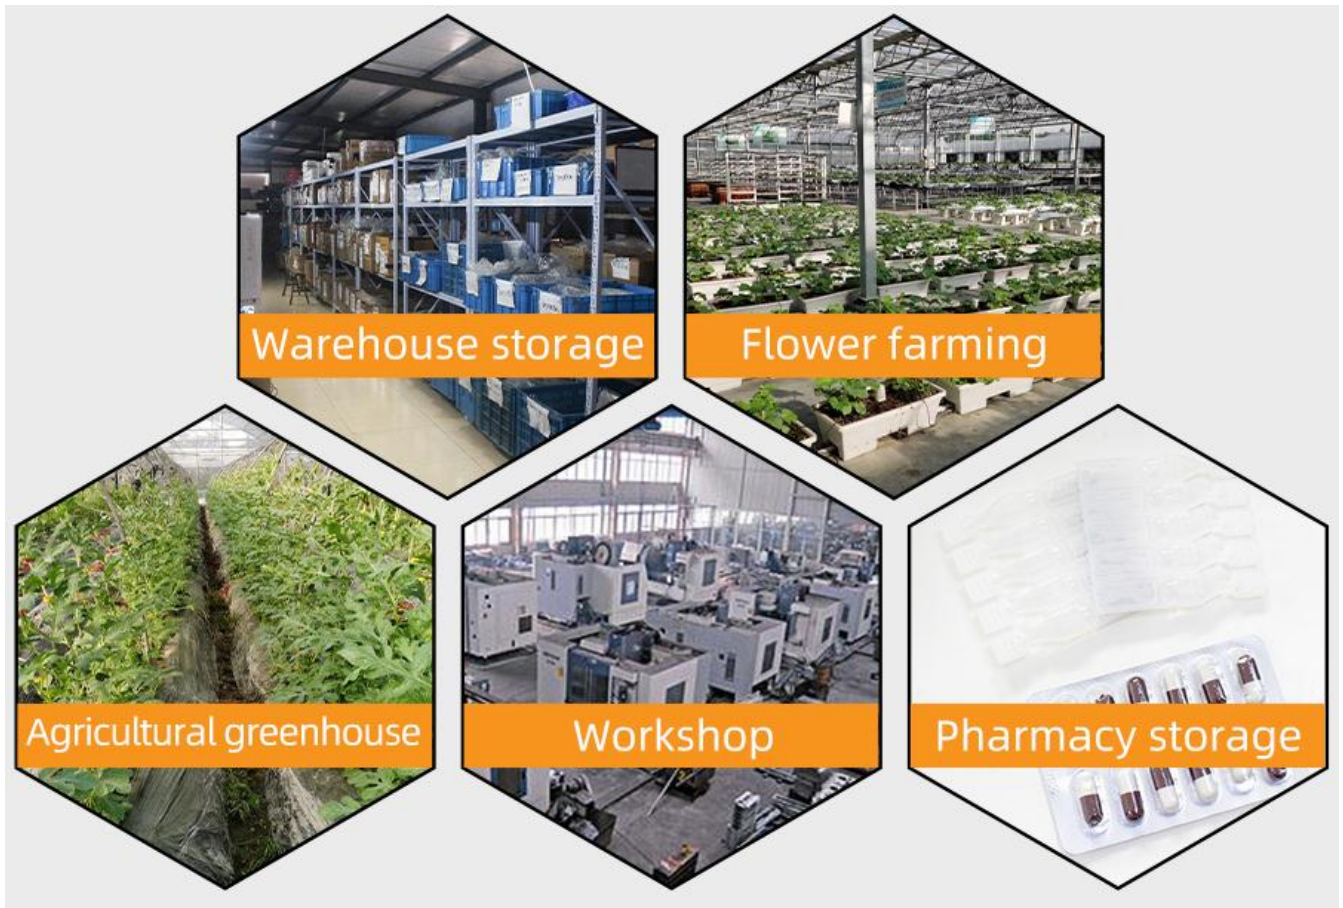 Warehouse storage
Flower farming
Agricultural greenhouse
Workshop
Pharmacy storage